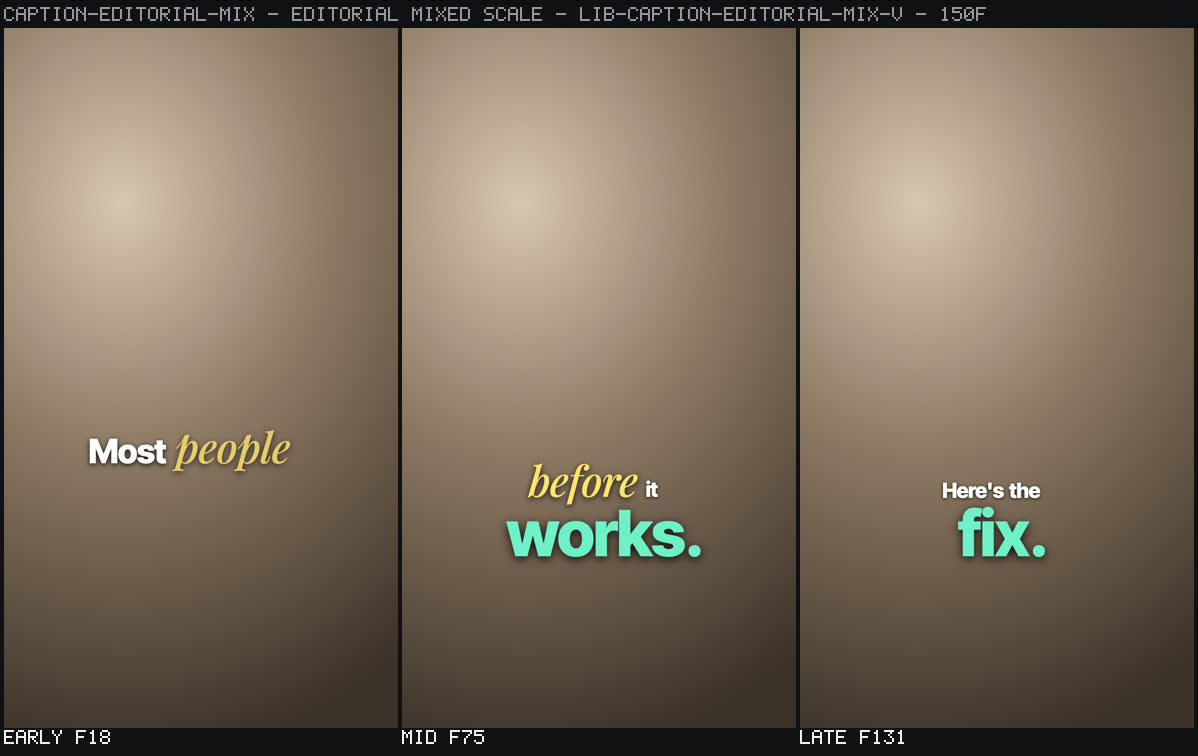 CAPTION-EDITORIAL-MIX - EDITORIAL MIXED SCALE - LIB-CAPTION-EDITORIAL-MIX-V - 150F
Most people
before it
works.
Here's the
fix.
EARLY F18
MID F75
LATE F131